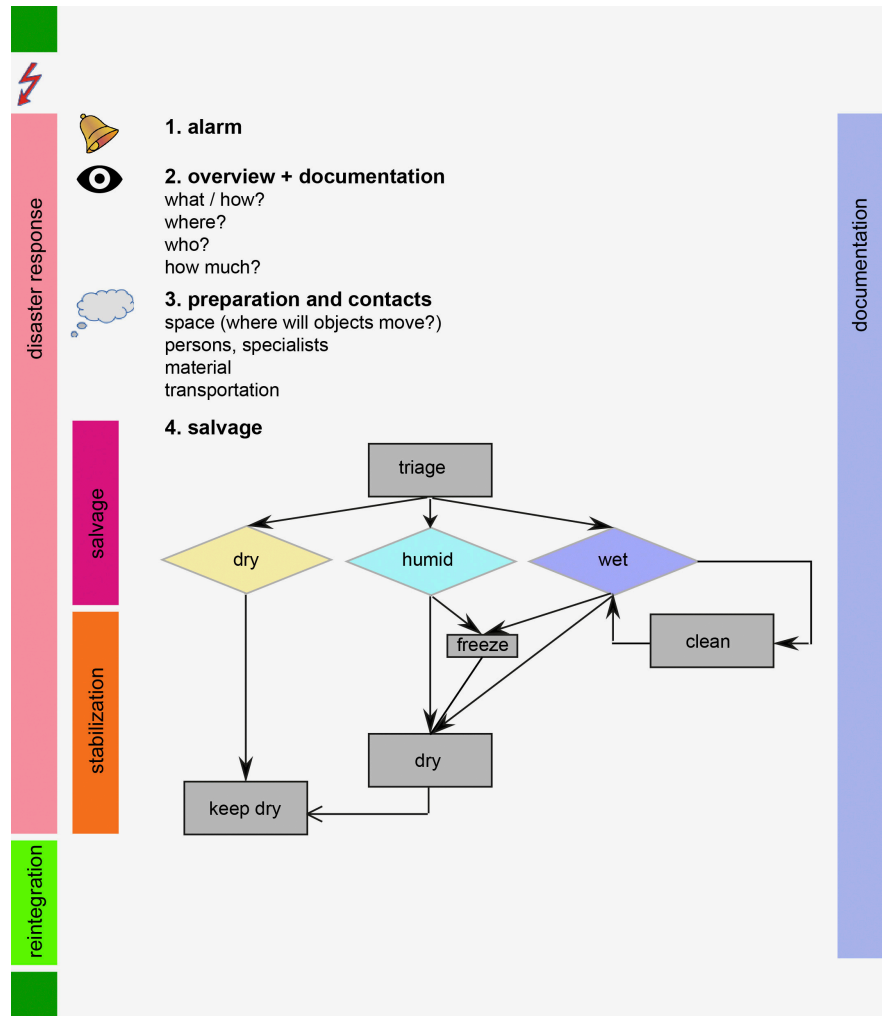 1. alarm
2. overview + documentation
what / how?
where?
who?
how much?
3. preparation and contacts
space (where will objects move?)
persons, specialists
material
transportation
4. salvage
triage
dry
humid
wet
freeze
clean
dry
keep dry
disaster response
salvage
stabilization
reintegration
documentation